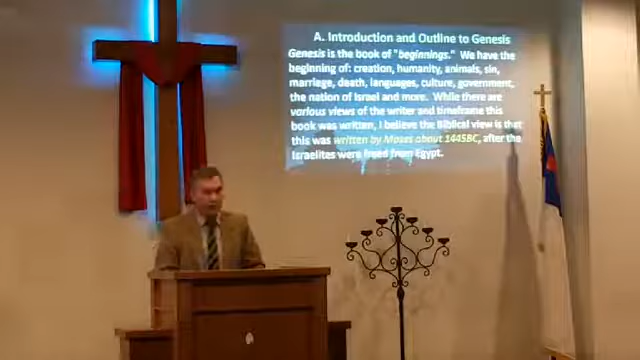 A. Introduction and Outline to Genesis
Genesis is the book of "beginnings." We have the
beginning of: creation, humanity, animals, sin,
marriage, death, languages, culture, government,
the nation of Israel and more. While there are
various views of the writer and timeframe this
book was written, I believe the Biblical view is that
this was written by Moses about 1445BC, after the
Israelites were freed from Egypt.